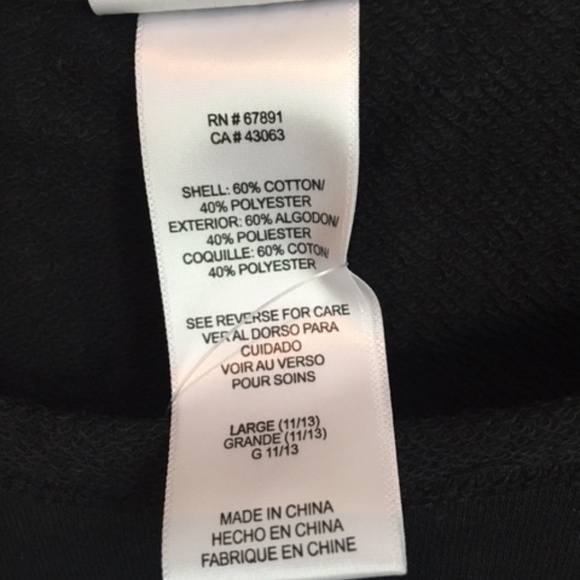 RN # 67891
CA # 43063
SHELL: 60% COTTON/
40% POLYESTER
EXTERIOR: 60% ALGODON/
40% POLIESTER
COQUILLE: 60% COTON/
40% POLYESTER
SEE REVERSE FOR CARE
VER AL DORSO PARA
CUIDADO
VOIR AU VERSO
POUR SOINS
LARGE (11/13)
GRANDE (11/13)
G 11/13
MADE IN CHINA
HECHO EN CHINA
FABRIQUE EN CHINE